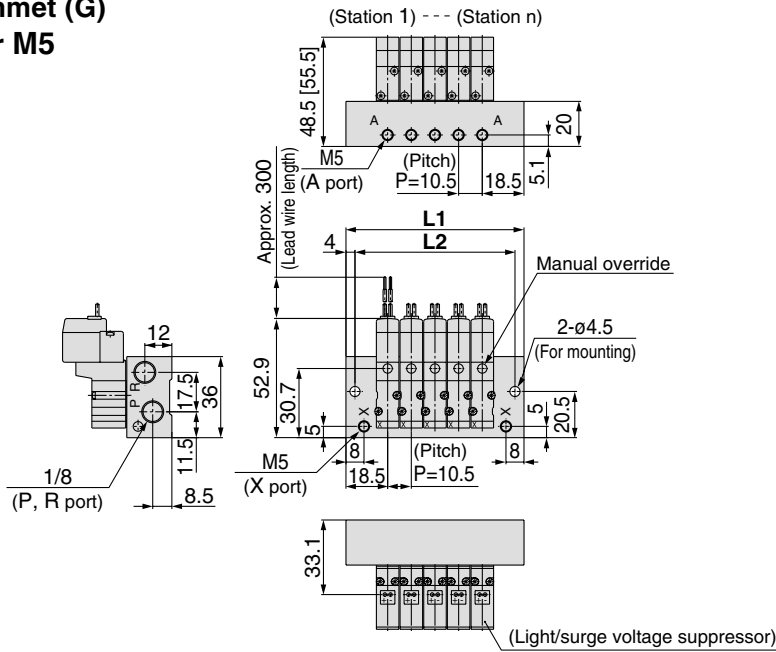 nmet (G)
r M5
(Station 1) --- (Station n)
48.5 [55.5]
A
A
20
5.1
M5
(A port)
(Pitch)
P=10.5
18.5
Approx. 300
(Lead wire length)
L1
4
L2
Manual override
2-ø4.5
(For mounting)
52.9
30.7
5
X
X
5
20.5
M5
(X port)
8
18.5
(Pitch)
P=10.5
8
12
R
P
17.5
36
11.5
1/8
(P, R port)
8.5
33.1
(Light/surge voltage suppressor)